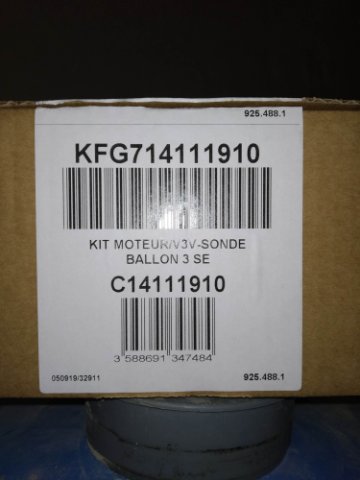 925.488.1
KFG714111910
KIT MOTEUR/V3V-SONDE
BALLON 3 SE
C14111910
3 588691 347484
050919/32911
925.488.1